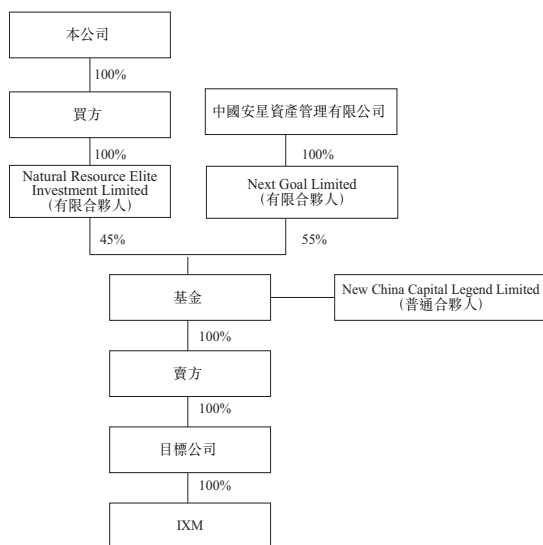 本公司
100%
買方
中國安星資產管理有限公司
100%
100%
Natural Resource Elite
Investment Limited
(有限合夥人)
Next Goal Limited
(有限合夥人)
45%
55%
基金
New China Capital Legend Limited
(普通合夥人)
100%
賣方
100%
目標公司
100%
IXM